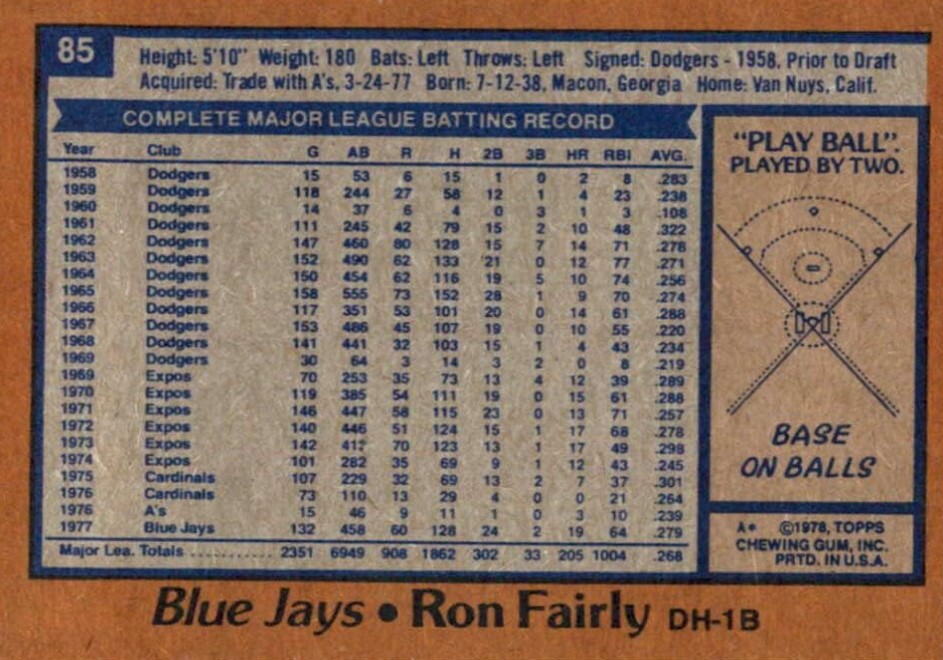 85
Height: 5'10" Weight: 180 Bats: Left Throws: Left Signed: Dodgers - 1958, Prior to Draft
Acquired: Trade with A's, 3-24-77 Born: 7-12-38, Macon, Georgia Home: Van Nuys, Calif.
COMPLETE MAJOR LEAGUE BATTING RECORD
Year Club G AB R H 2B 3B HR RBI AVG.
1958 Dodgers 15 53 6 15 1 0 2 8 .283
1959 Dodgers 118 244 27 58 12 1 4 23 .238
1960 Dodgers 14 37 6 4 0 3 1 3 .108
1961 Dodgers 111 245 42 79 15 2 10 48 .322
1962 Dodgers 147 460 80 128 15 7 14 71 .278
1963 Dodgers 152 490 62 133 21 0 12 77 .271
1964 Dodgers 150 454 62 116 19 5 10 74 .256
1965 Dodgers 158 555 73 152 28 1 9 70 .274
1966 Dodgers 117 351 53 101 20 0 14 61 .288
1967 Dodgers 153 486 45 107 19 0 10 55 .220
1968 Dodgers 141 441 32 103 15 1 4 43 .234
1969 Dodgers 30 64 3 14 3 2 0 8 .219
1969 Expos 70 253 35 73 13 4 12 39 .289
1970 Expos 119 385 54 111 19 0 15 61 .288
1971 Expos 146 447 58 115 23 0 13 71 .257
1972 Expos 140 446 51 124 15 1 17 68 .278
1973 Expos 142 413 70 123 13 1 17 49 .298
1974 Expos 101 282 35 69 9 1 12 43 .245
1975 Cardinals 107 229 32 69 13 2 7 37 .301
1976 Cardinals 73 110 13 29 4 0 0 21 .264
1976 A's 15 46 9 11 1 0 3 10 .239
1977 Blue Jays 132 458 60 128 24 2 19 64 .279
Major Lea. Totals .......... 2351 6949 908 1862 302 33 205 1004 .268
"PLAY BALL".
PLAYED BY TWO.
BASE
ON BALLS
A* ©1978, TOPPS
CHEWING GUM, INC.
PRTD. IN U.S.A.
Blue Jays • Ron Fairly DH-1B